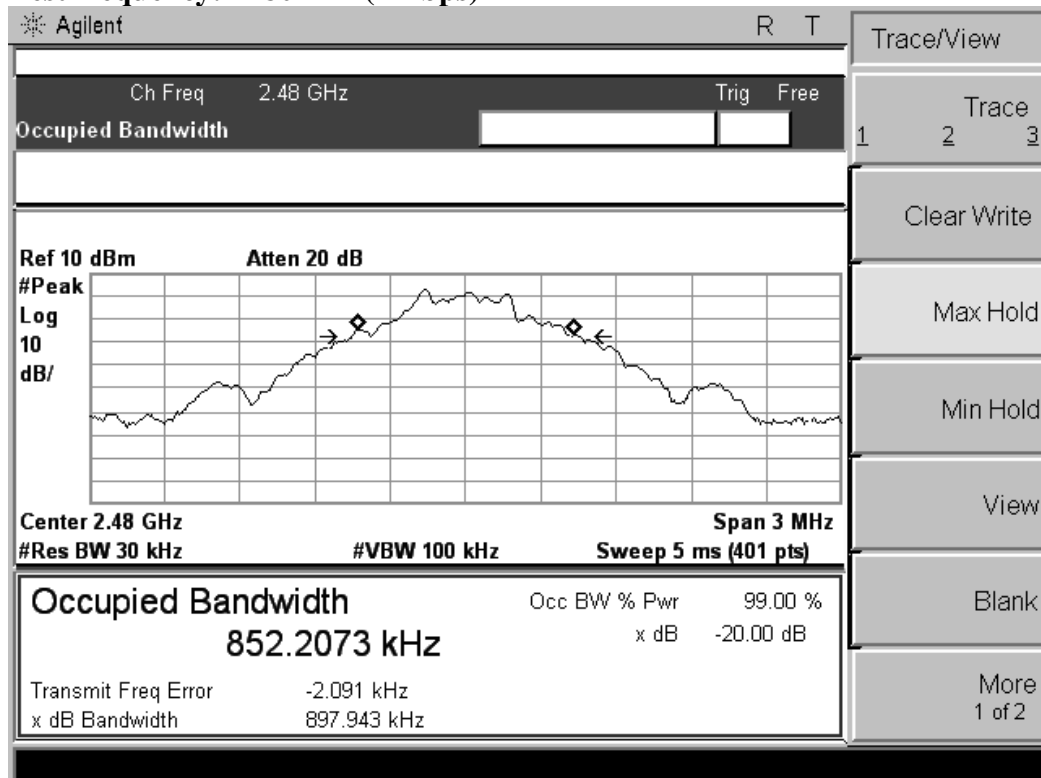 Agilent R T
Trace/View
Ch Freq 2.48 GHz Trig Free
Occupied Bandwidth
Trace
1 2 3
Clear Write
Ref 10 dBm Atten 20 dB
#Peak
Log
10
dB/
Max Hold
Min Hold
View
Center 2.48 GHz Span 3 MHz
#Res BW 30 kHz #VBW 100 kHz Sweep 5 ms (401 pts)
Occupied Bandwidth
852.2073 kHz
Occ BW % Pwr 99.00 %
x dB -20.00 dB
Transmit Freq Error -2.091 kHz
x dB Bandwidth 897.943 kHz
Blank
More
1 of 2